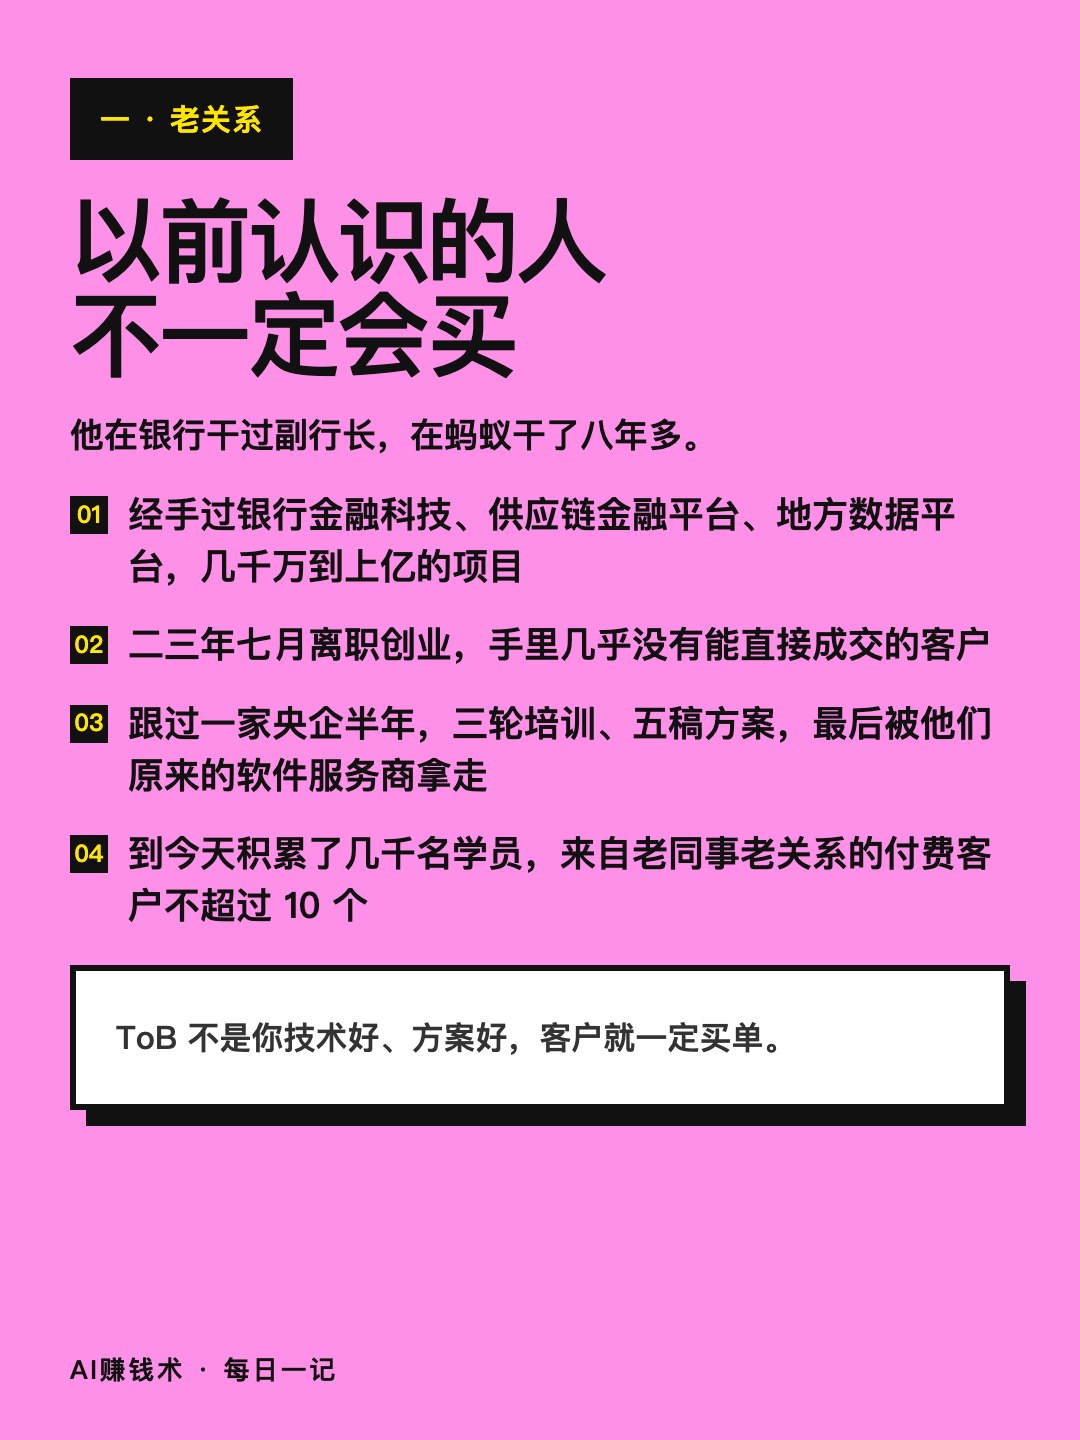 一 · 老关系
以前认识的人
不一定会买
他在银行干过副行长，在蚂蚁干了八年多。
01 经手过银行金融科技、供应链金融平台、地方数据平
台，几千万到上亿的项目
02 二三年七月离职创业，手里几乎没有能直接成交的客户
03 跟过一家央企半年，三轮培训、五稿方案，最后被他们
原来的软件服务商拿走
04 到今天积累了几千名学员，来自老同事老关系的付费客
户不超过 10 个
ToB 不是你技术好、方案好，客户就一定买单。
AI赚钱术 · 每日一记